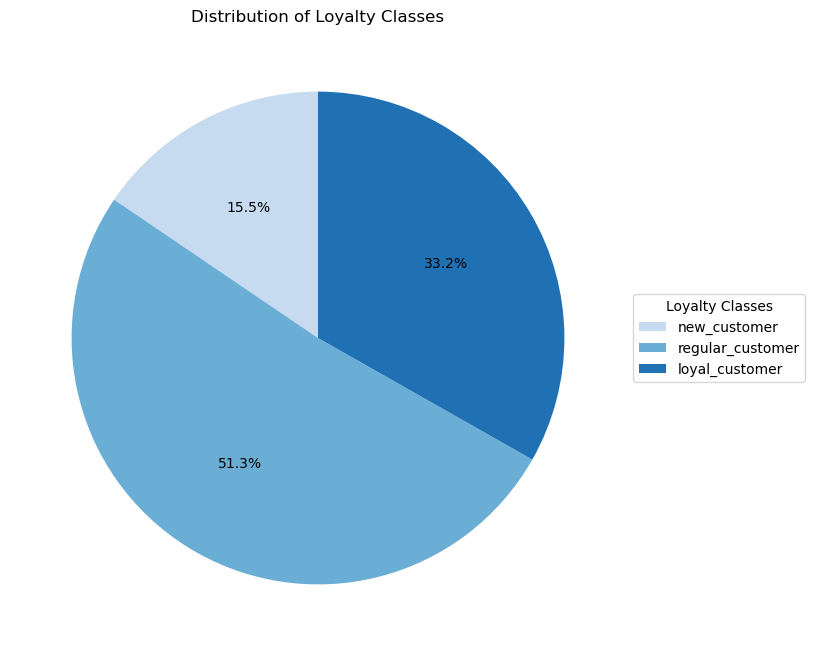 Distribution of Loyalty Classes
15.5%
33.2%
51.3%
Loyalty Classes
new_customer
regular_customer
loyal_customer